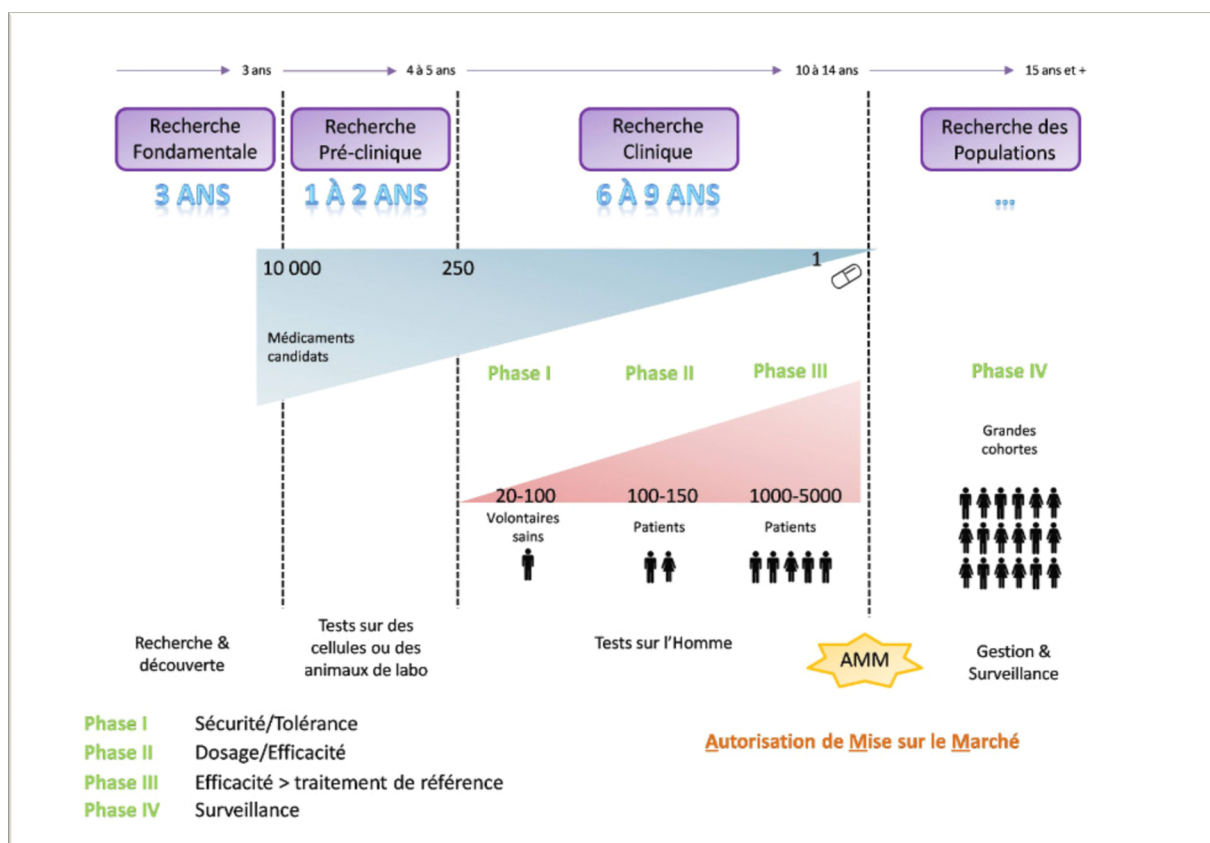 3 ans
4 à 5 ans
10 à 14 ans
15 ans et +
Recherche
Fondamentale
Recherche
Pré-clinique
Recherche
Clinique
Recherche des
Populations
3 ANS
1 À 2 ANS
6 À 9 ANS
...
10 000
250
1
Médicaments
candidats
Phase I
Phase II
Phase III
Phase IV
Grandes
cohortes
20-100
100-150
1000-5000
Volontaires
sains
Patients
Patients
Recherche &
découverte
Tests sur des
cellules ou des
animaux de labo
Tests sur l'Homme
AMM
Gestion &
Surveillance
Phase I Sécurité/Tolérance
Phase II Dosage/Efficacité
Phase III Efficacité > traitement de référence
Phase IV Surveillance
Autorisation de Mise sur le Marché